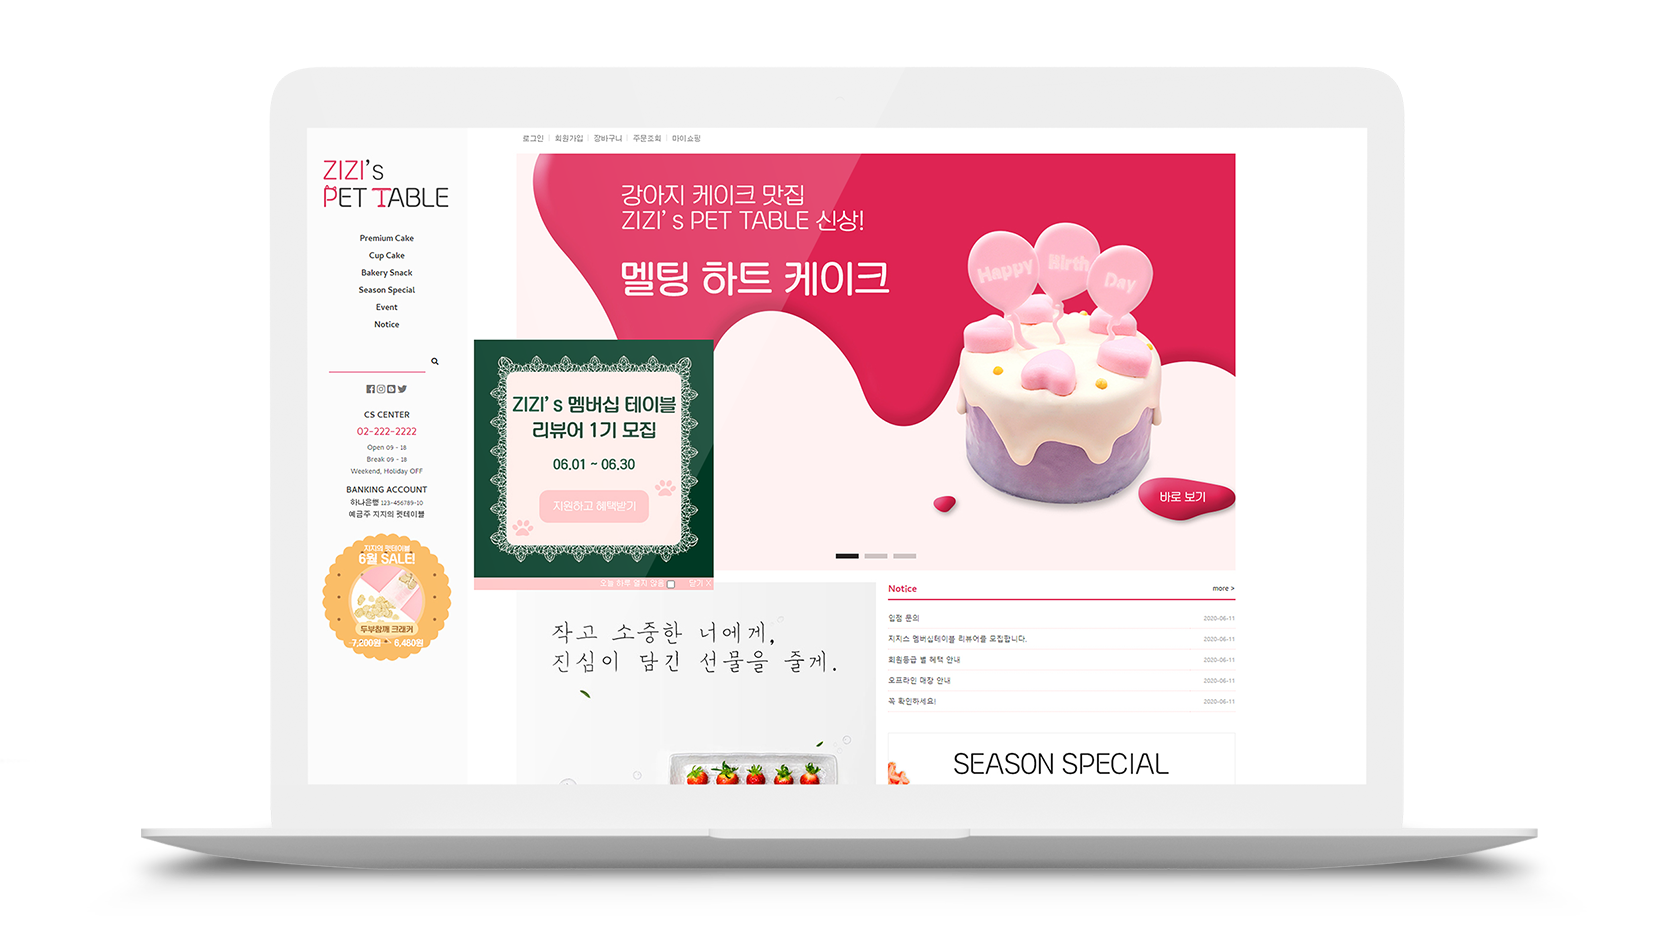 ZIZI's
PET TABLE
Premium Cake
Cup Cake
Bakery Snack
Season Special
Event
Notice
CS CENTER
02-222-2222
Open 09 - 18
Break 09 - 18
Weekend, Holiday OFF
BANKING ACCOUNT
하나은행 123-456789-10
예금주 지지의 펫테이블
지지의 펫테이블
6월 SALE!
두부참깨 크래커
7,200원 → 6,480원
로그인 | 회원가입 | 장바구니 | 주문조회 | 마이쇼핑
강아지 케이크 맛집
ZIZI's PET TABLE 신상!
멜팅 하트 케이크
Happy Birth Day
바로 보기
ZIZI's 멤버십 테이블
리뷰어 1기 모집
06.01 ~ 06.30
지원하고 혜택받기
오늘 하루 열지 않음 닫기 X
작고 소중한 너에게,
진심이 담긴 선물을 줄게.
Notice more >
입점 문의 2020-06-11
지지스 멤버십테이블 리뷰어를 모집합니다. 2020-06-11
회원등급 별 혜택 안내 2020-06-11
오프라인 매장 안내 2020-06-11
꼭 확인하세요! 2020-06-11
SEASON SPECIAL